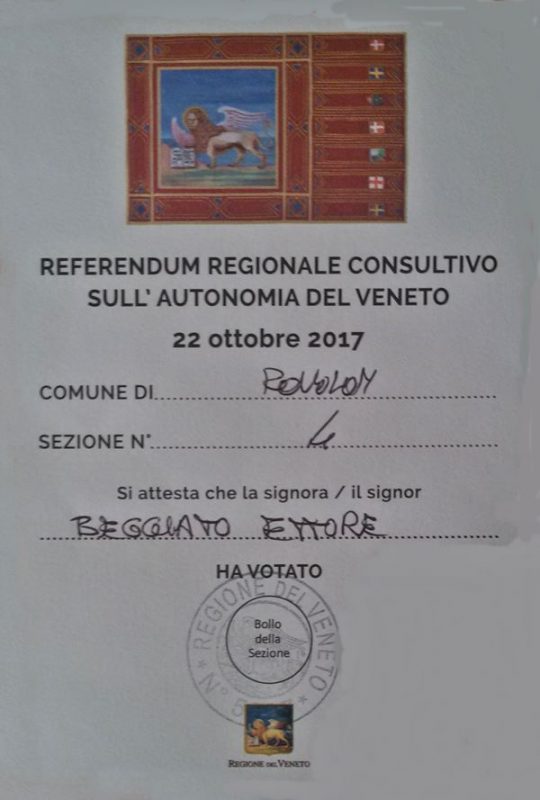 REFERENDUM REGIONALE CONSULTIVO
SULL' AUTONOMIA DEL VENETO
22 ottobre 2017
COMUNE DI ROVOLON
SEZIONE N° 4
Si attesta che la signora / il signor
BEGGIATO ETTORE
HA VOTATO
REGIONE DEL VENETO
Bollo
della
Sezione
N°
REGIONE DEL VENETO